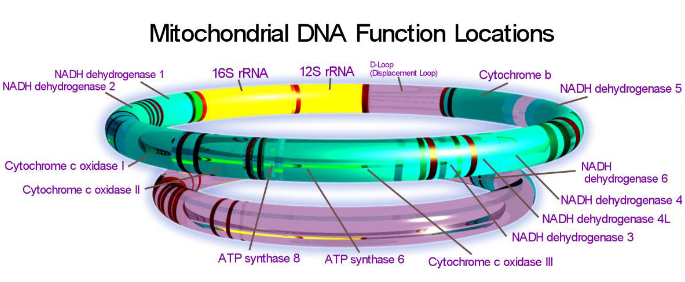 Mitochondrial DNA Function Locations
D-Loop
(Displacement Loop)
12S rRNA
16S rRNA
NADH dehydrogenase 1
NADH dehydrogenase 2
Cytochrome b
NADH dehydrogenase 5
Cytochrome c oxidase I
Cytochrome c oxidase II
NADH
dehydrogenase 6
NADH dehydrogenase 4
NADH dehydrogenase 4L
NADH dehydrogenase 3
ATP synthase 8
ATP synthase 6
Cytochrome c oxidase III